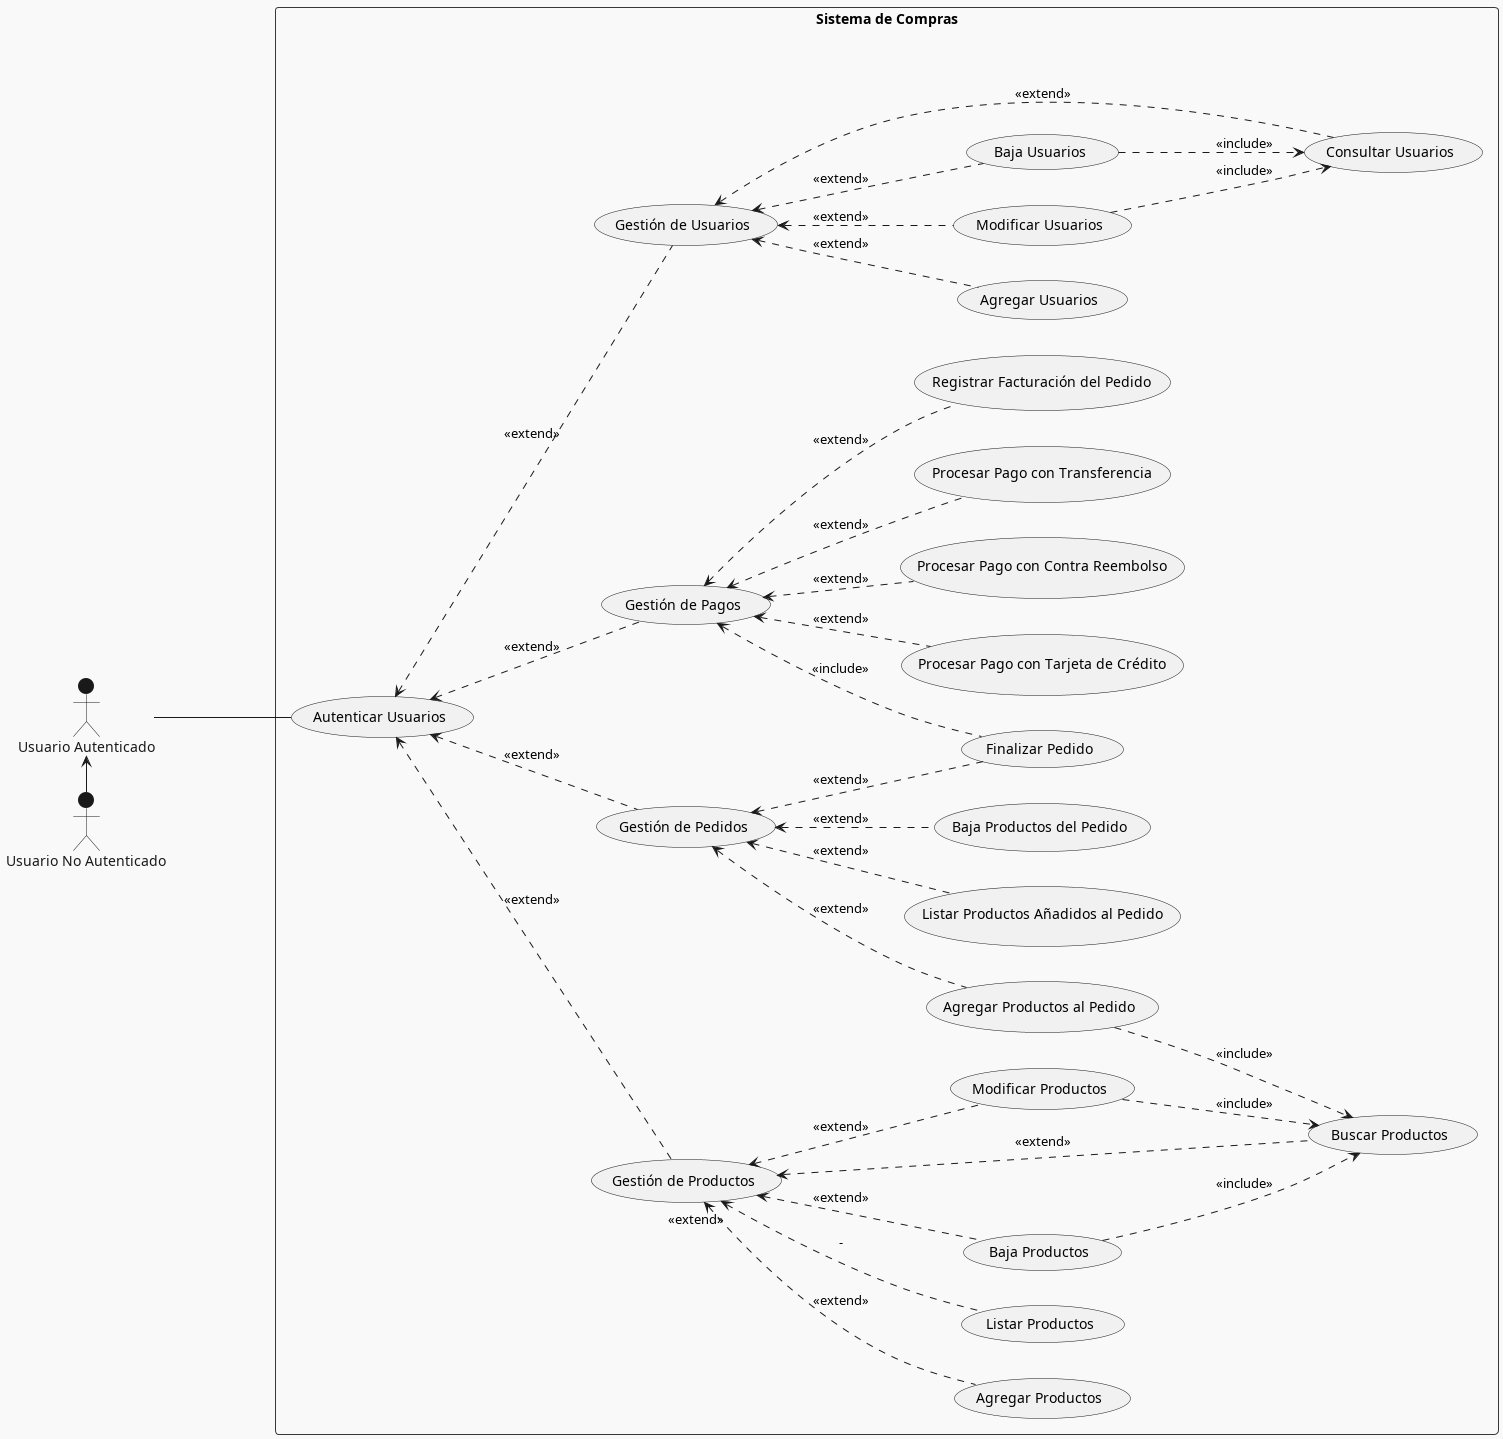 Sistema de Compras
«extend»
Baja Usuarios
«include»
Consultar Usuarios
«include»
«extend»
Gestión de Usuarios
«extend»
Modificar Usuarios
«extend»
Agregar Usuarios
Registrar Facturación del Pedido
«extend»
«extend»
Procesar Pago con Transferencia
«extend»
Procesar Pago con Contra Reembolso
«extend»
Gestión de Pagos
«extend»
«extend»
Procesar Pago con Tarjeta de Crédito
«include»
Usuario Autenticado
Autenticar Usuarios
«extend»
Finalizar Pedido
«extend»
Gestión de Pedidos
«extend»
Baja Productos del Pedido
«extend»
Usuario No Autenticado
«extend»
«extend»
Listar Productos Añadidos al Pedido
Agregar Productos al Pedido
«include»
Modificar Productos
«include»
«extend»
Buscar Productos
«extend»
Gestión de Productos
«extend»
«include»
«extend»
-
Baja Productos
«extend»
Listar Productos
Agregar Productos